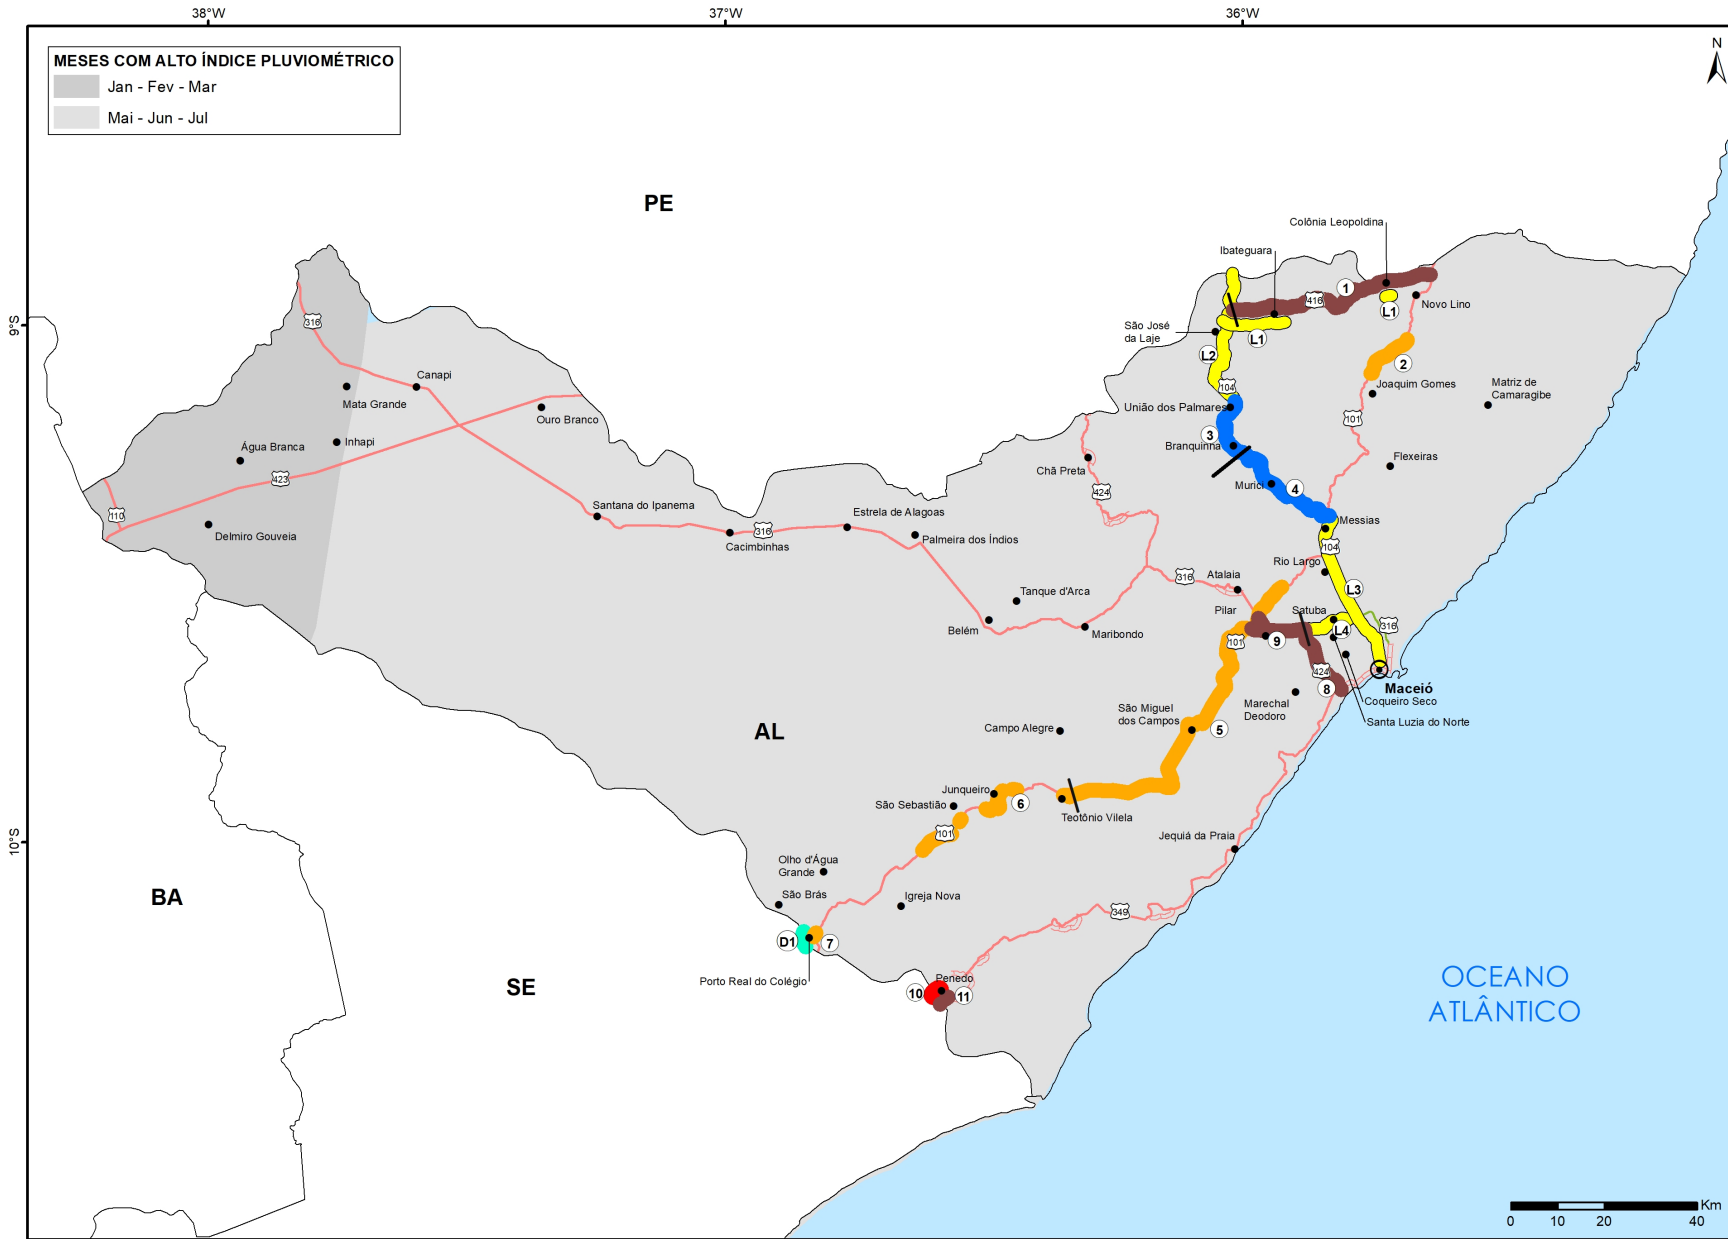 38°W
37°W
36°W
N
MESES COM ALTO ÍNDICE PLUVIOMÉTRICO
Jan - Fev - Mar
Mai - Jun - Jul
PE
Colônia Leopoldina
Ibateguara
1
416
L1
Novo Lino
9°S
316
São José
da Laje
L1
L2
2
104
Joaquim Gomes
Matriz de
Camaragibe
Canapi
Mata Grande
Ouro Branco
União dos Palmares
101
3
Branquinha
Água Branca
Inhapi
Flexeiras
423
Chã Preta
424
Murici
4
110
Santana do Ipanema
Estrela de Alagoas
Messias
Delmiro Gouveia
316
Cacimbinhas
Palmeira dos Índios
104
Rio Largo
316
Atalaia
Tanque d'Arca
L3
Pilar
Satuba
316
Belém
Maribondo
101
9
L4
424
8
Maceió
Coqueiro Seco
Marechal
Deodoro
São Miguel
dos Campos
Santa Luzia do Norte
AL
Campo Alegre
5
Junqueiro
São Sebastião
6
Teotônio Vilela
101
Jequiá da Praia
10°S
Olho d'Água
Grande
São Brás
Igreja Nova
BA
349
D1
7
Porto Real do Colégio
Penedo
SE
10
11
OCEANO
ATLÂNTICO
Km
0 10 20 40